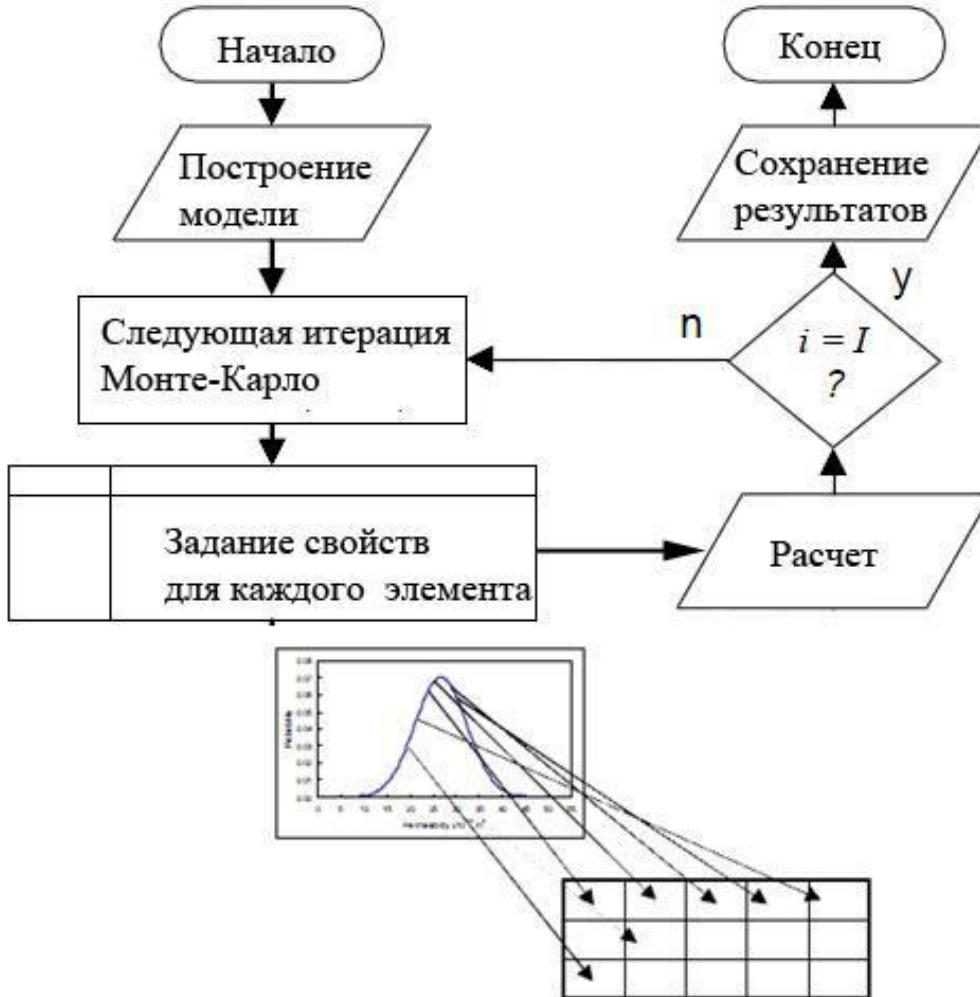 Начало
Построение
модели
Следующая итерация
Монте-Карло
Задание свойств
для каждого элемента
Расчет
i = I
?
n
y
Сохранение
результатов
Конец